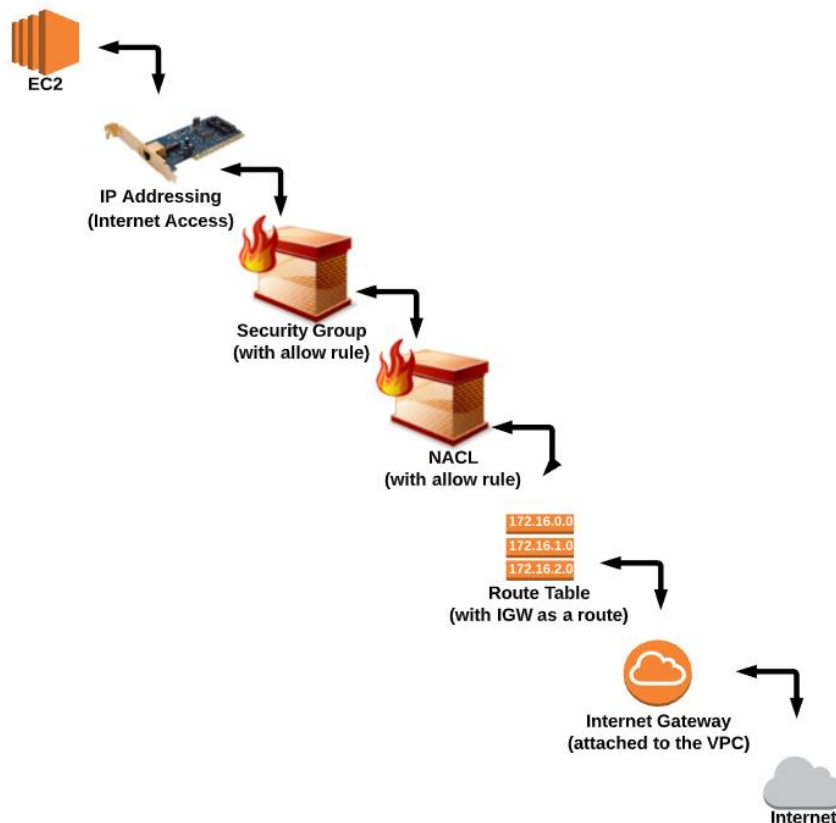 EC2
IP Addressing
(Internet Access)
Security Group
(with allow rule)
NACL
(with allow rule)
172.16.0.0
172.16.1.0
172.16.2.0
Route Table
(with IGW as a route)
Internet Gateway
(attached to the VPC)
Internet